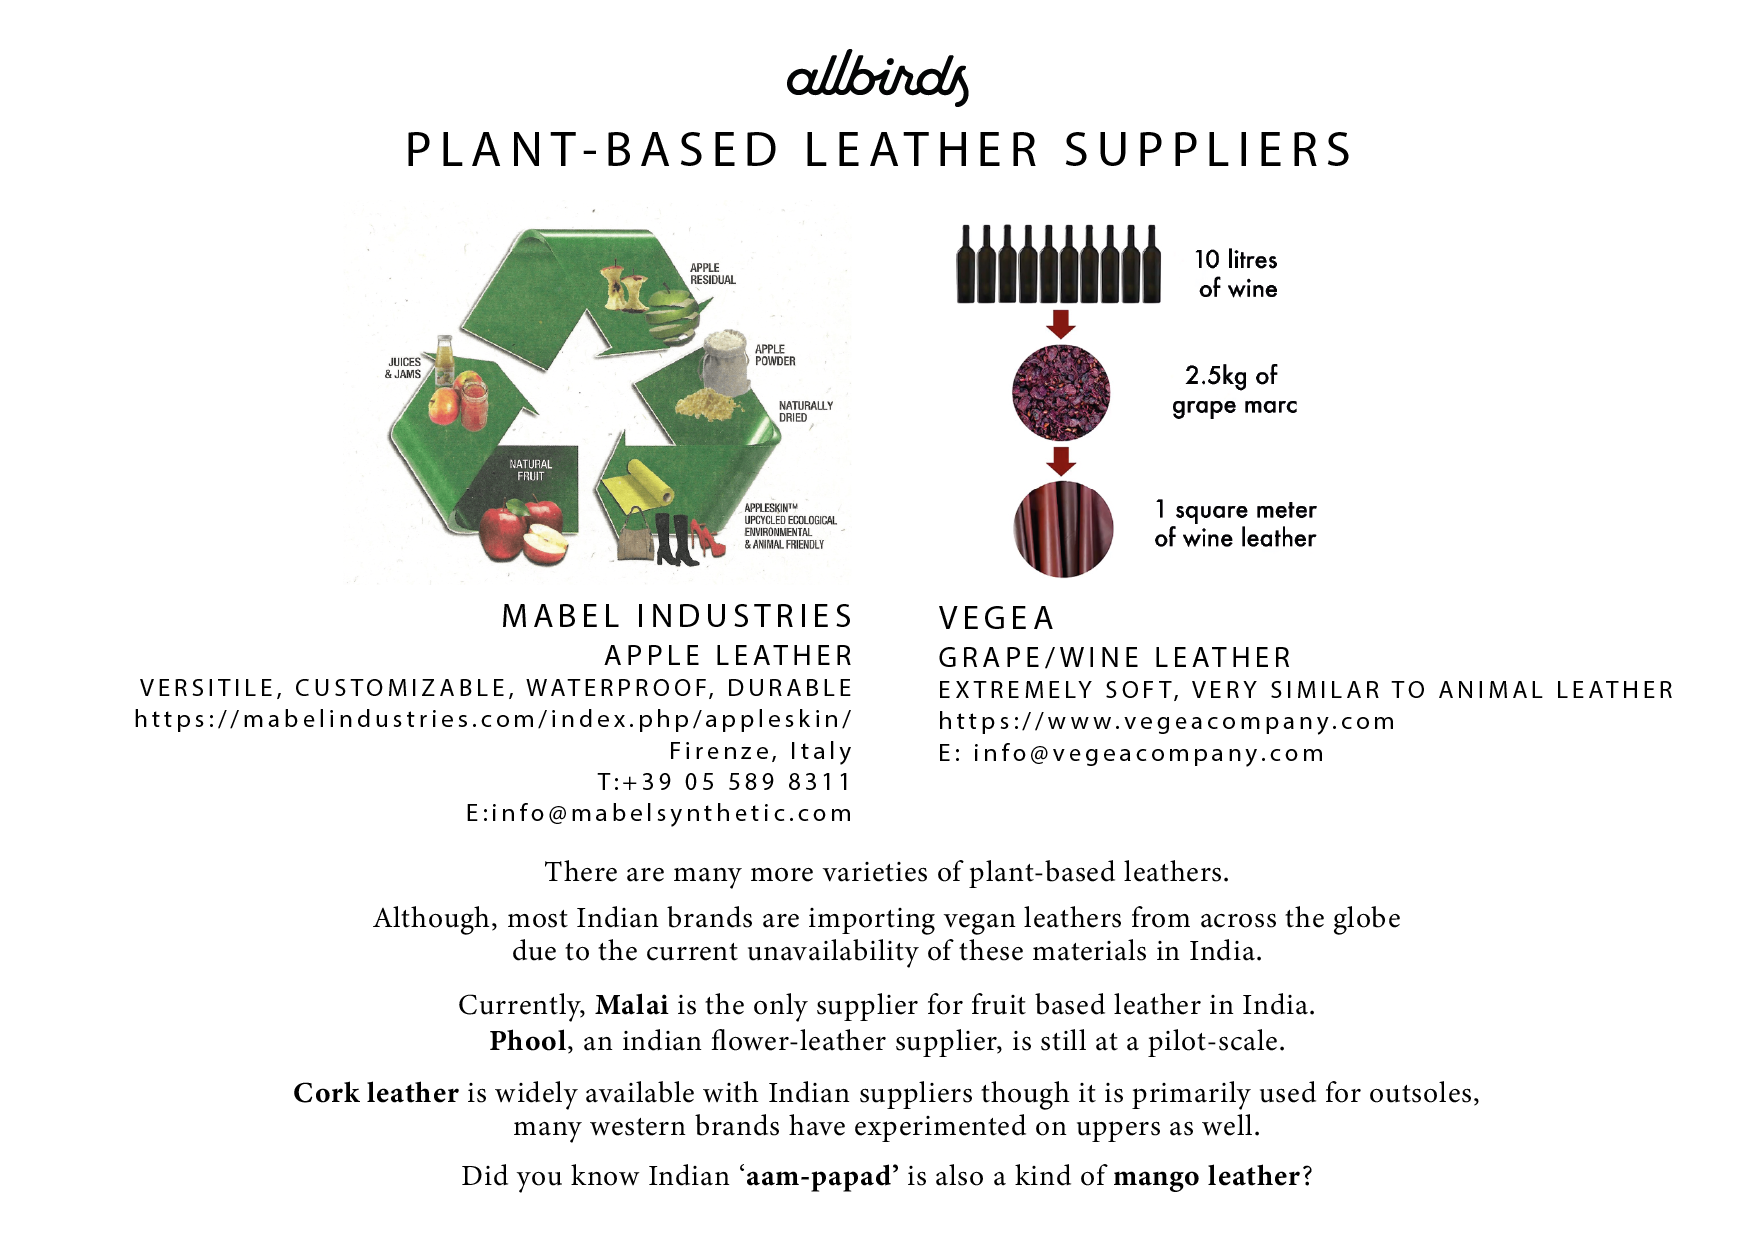 allbirds
PLANT-BASED LEATHER SUPPLIERS
APPLE
RESIDUAL
APPLE
POWDER
NATURALLY
DRIED
APPLESKIN™
UPCYCLED ECOLOGICAL
ENVIRONMENTAL
& ANIMAL FRIENDLY
NATURAL
FRUIT
JUICES
& JAMS
10 litres
of wine
2.5kg of
grape marc
1 square meter
of wine leather
MABEL INDUSTRIES
APPLE LEATHER
VERSITILE, CUSTOMIZABLE, WATERPROOF, DURABLE
https://mabelindustries.com/index.php/appleskin/
Firenze, Italy
T:+39 05 589 8311
E:info@mabelsynthetic.com
VEGEA
GRAPE/WINE LEATHER
EXTREMELY SOFT, VERY SIMILAR TO ANIMAL LEATHER
https://www.vegeacompany.com
E: info@vegeacompany.com
There are many more varieties of plant-based leathers.
Although, most Indian brands are importing vegan leathers from across the globe
due to the current unavailability of these materials in India.
Currently, Malai is the only supplier for fruit based leather in India.
Phool, an indian flower-leather supplier, is still at a pilot-scale.
Cork leather is widely available with Indian suppliers though it is primarily used for outsoles,
many western brands have experimented on uppers as well.
Did you know Indian ‘aam-papad’ is also a kind of mango leather?